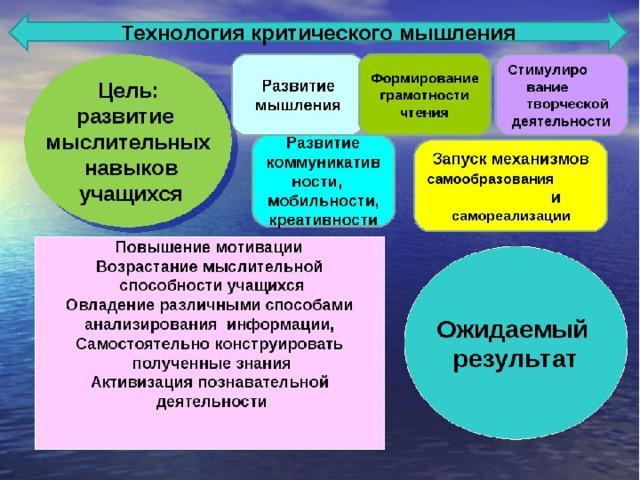 Технология критического мышления
Цель:
развитие
мыслительных
навыков
учащихся
Развитие
мышления
Формирование
грамотности
чтения
Стимулиро
вание
творческой
деятельности
Развитие
коммуникатив
ности,
мобильности,
креативности
Запуск механизмов
самообразования
и
самореализации
Повышение мотивации
Возрастание мыслительной
способности учащихся
Овладение различными способами
анализирования информации,
Самостоятельно конструировать
полученные знания
Активизация познавательной
деятельности
Ожидаемый
результат